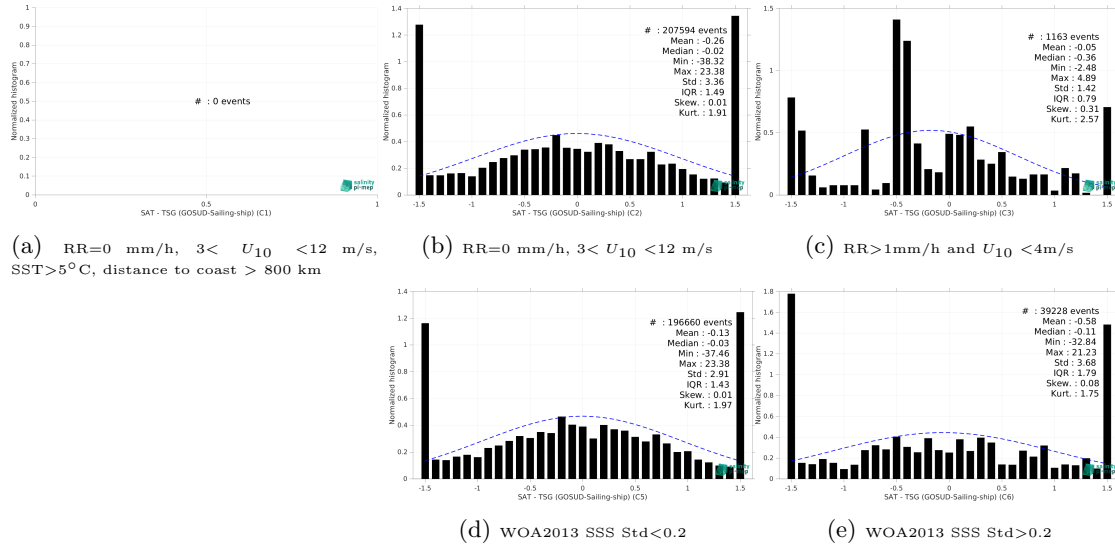 1
0.9
0.8
0.7
0.6
0.5
0.4
0.3
0.2
0.1
0
Normalized histogram
# : 0 events
salinity
pi-mep
0 0.5 1
SAT - TSG (GOSUD-Sailing-ship) (C1)
(a) RR=0 mm/h, 3< U10 <12 m/s,
SST>5°C, distance to coast > 800 km
1.4
1.2
1
0.8
0.6
0.4
0.2
0
Normalized histogram
# : 207594 events
Mean : -0.26
Median : -0.02
Min : -38.32
Max : 23.38
Std : 3.36
IQR : 1.49
Skew. : 0.01
Kurt. : 1.91
salinity
pi-mep
-1.5 -1 -0.5 0 0.5 1 1.5
SAT - TSG (GOSUD-Sailing-ship) (C2)
(b) RR=0 mm/h, 3< U10 <12 m/s
1.5
1
0.5
0
Normalized histogram
# : 1163 events
Mean : -0.05
Median : -0.36
Min : -2.48
Max : 4.89
Std : 1.42
IQR : 0.79
Skew. : 0.31
Kurt. : 2.57
salinity
pi-mep
-1.5 -1 -0.5 0 0.5 1 1.5
SAT - TSG (GOSUD-Sailing-ship) (C3)
(c) RR>1mm/h and U10 <4m/s
1.4
1.2
1
0.8
0.6
0.4
0.2
0
Normalized histogram
# : 196660 events
Mean : -0.13
Median : -0.03
Min : -37.46
Max : 23.38
Std : 2.91
IQR : 1.43
Skew. : 0.01
Kurt. : 1.97
salinity
pi-mep
-1.5 -1 -0.5 0 0.5 1 1.5
SAT - TSG (GOSUD-Sailing-ship) (C5)
(d) WOA2013 SSS Std<0.2
1.8
1.6
1.4
1.2
1
0.8
0.6
0.4
0.2
0
Normalized histogram
# : 39228 events
Mean : -0.58
Median : -0.11
Min : -32.84
Max : 21.23
Std : 3.68
IQR : 1.79
Skew. : 0.08
Kurt. : 1.75
salinity
pi-mep
-1.5 -1 -0.5 0 0.5 1 1.5
SAT - TSG (GOSUD-Sailing-ship) (C6)
(e) WOA2013 SSS Std>0.2